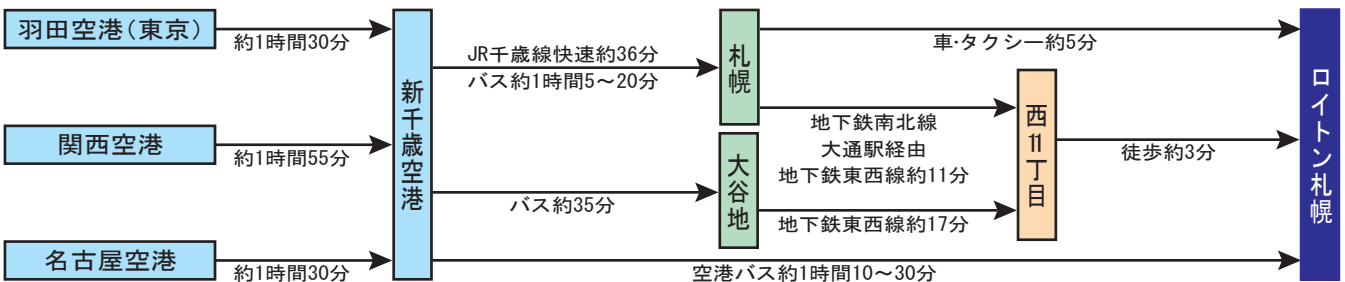 羽田空港(東京)
約1時間30分
関西空港
約1時間55分
名古屋空港
約1時間30分
新千歳空港
JR千歳線快速約36分
バス約1時間5～20分
バス約35分
札幌
大谷地
車・タクシー約5分
地下鉄南北線
大通駅経由
地下鉄東西線約11分
地下鉄東西線約17分
西11丁目
徒歩約3分
空港バス約1時間10～30分
ロイトン札幌